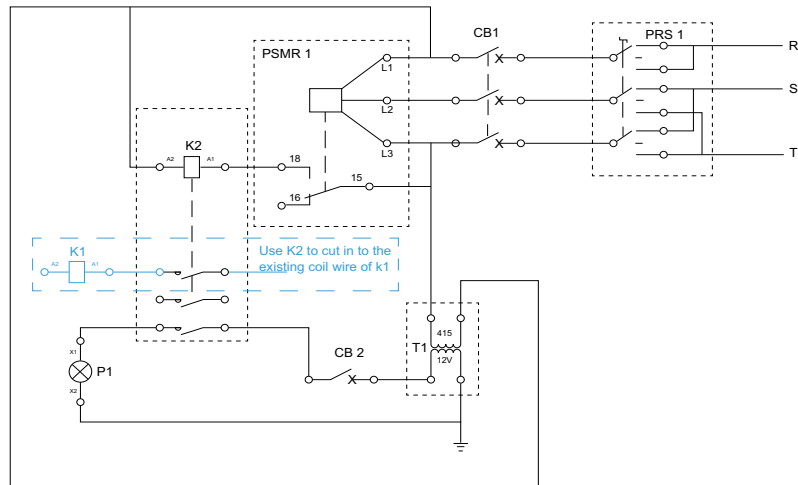 PSMR 1
CB1
PRS 1
R
L1
S
L2
K2
L3
T
A2
A1
18
15
16
K1
Use K2 to cut in to the
existing coil wire of k1
A2
A1
415
T1
12V
CB 2
X1
P1
X2